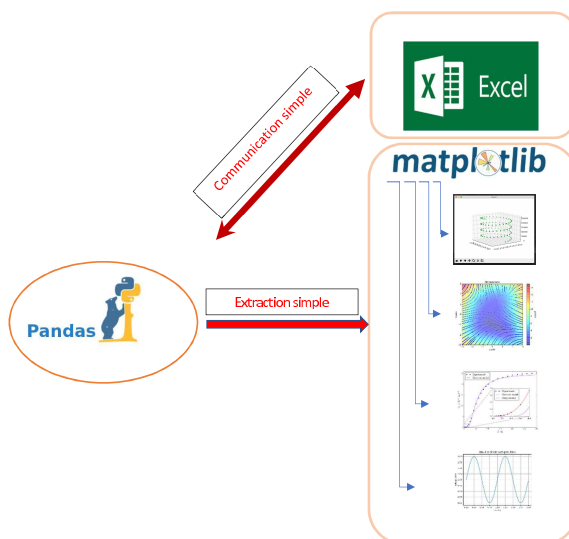 Excel
Communication simple
matplotlib
Extraction simple
Pandas